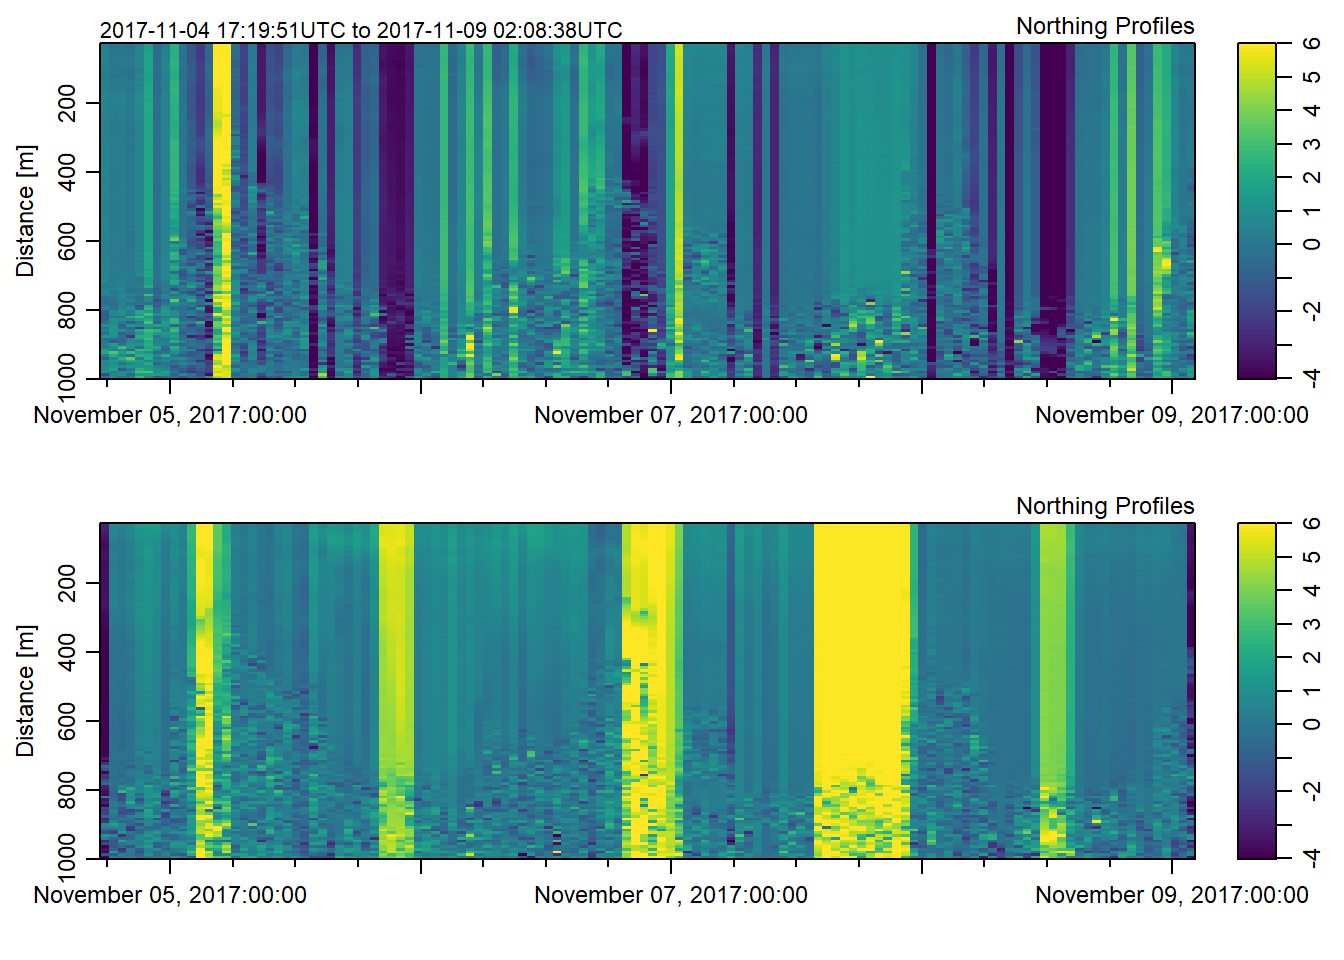 2017-11-04 17:19:51UTC to 2017-11-09 02:08:38UTC
Northing Profiles
Distance [m]
200
400
600
800
1000
November 05, 2017:00:00
November 07, 2017:00:00
November 09, 2017:00:00
6
5
4
3
2
1
0
-2
-4
Northing Profiles
Distance [m]
200
400
600
800
1000
November 05, 2017:00:00
November 07, 2017:00:00
November 09, 2017:00:00
6
5
4
3
2
1
0
-2
-4